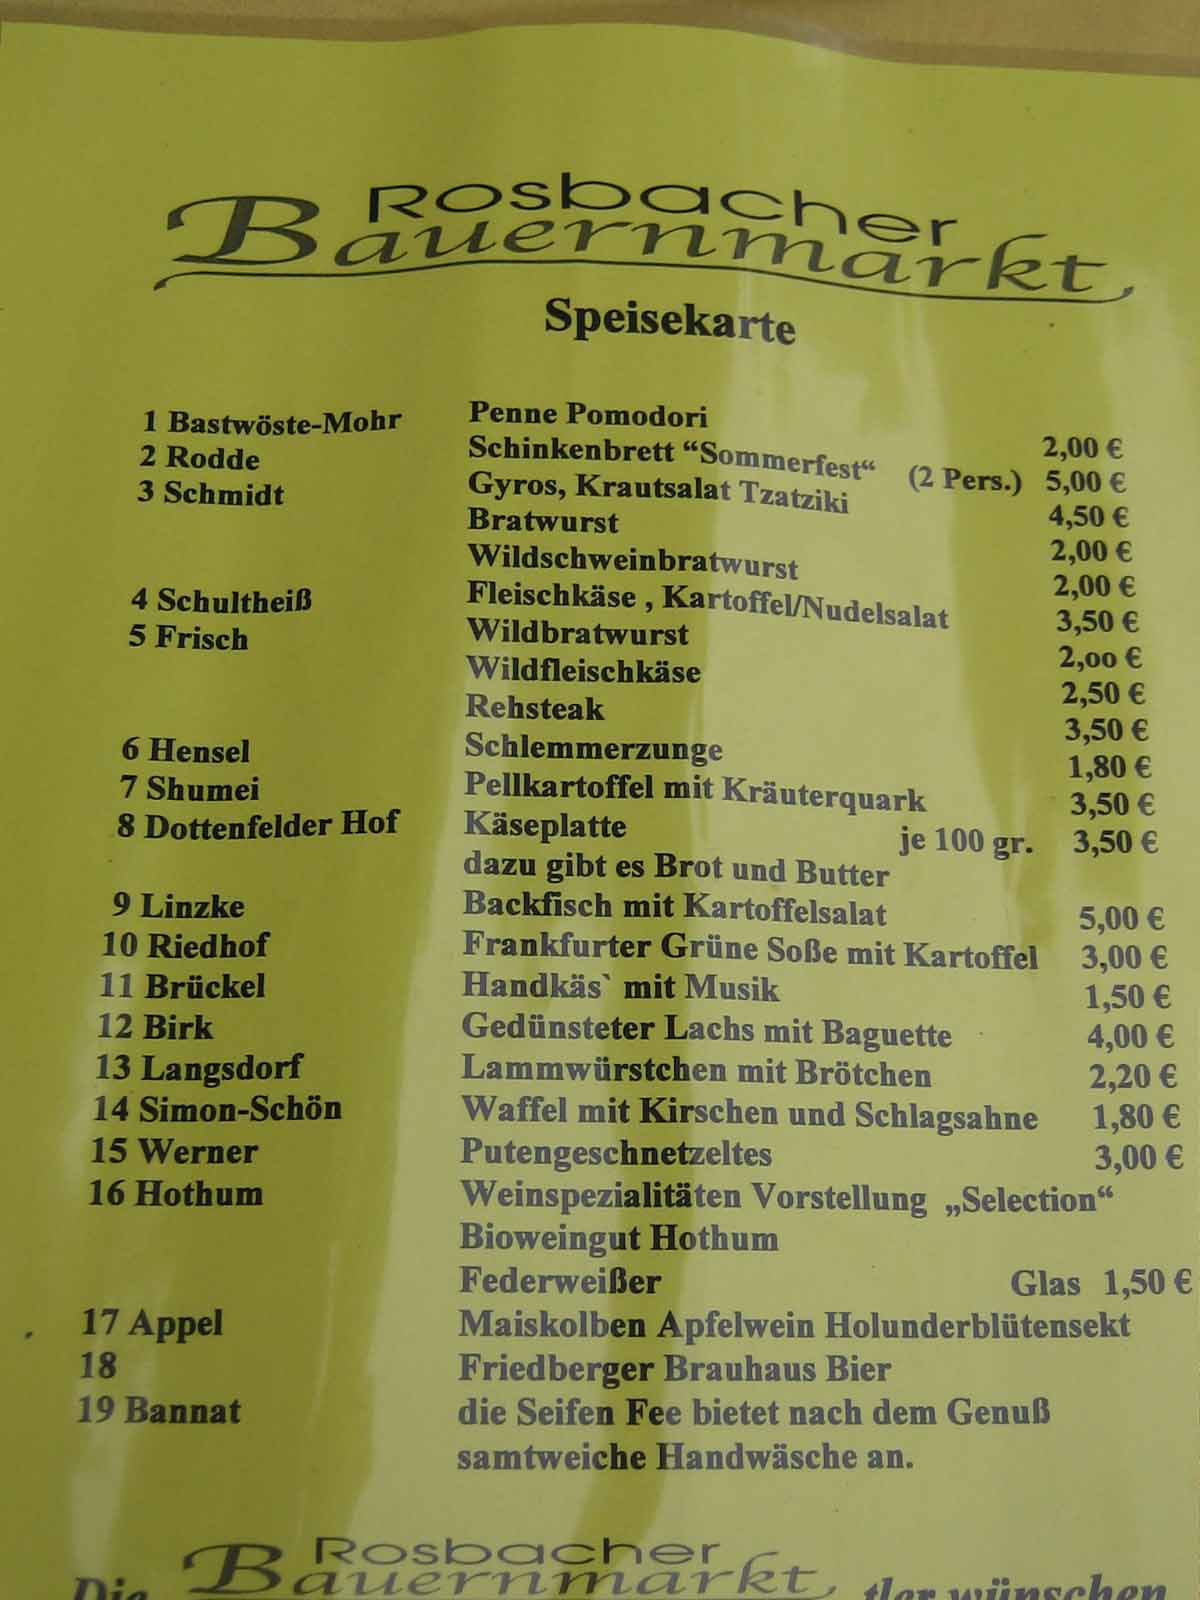 Rosbacher
Bauernmarkt
Speisekarte
1 Bastwöste-Mohr Penne Pomodori 2,00 €
2 Rodde Schinkenbrett “Sommerfest“ (2 Pers.) 5,00 €
3 Schmidt Gyros, Krautsalat Tzatziki 4,50 €
Bratwurst 2,00 €
Wildschweinbratwurst 2,00 €
4 Schultheiß Fleischkäse , Kartoffel/Nudelsalat 3,50 €
5 Frisch Wildbratwurst 2,oo €
Wildfleischkäse 2,50 €
Rehsteak 3,50 €
6 Hensel Schlemmerzunge 1,80 €
7 Shumei Pellkartoffel mit Kräuterquark 3,50 €
8 Dottenfelder Hof Käseplatte je 100 gr. 3,50 €
dazu gibt es Brot und Butter
9 Linzke Backfisch mit Kartoffelsalat 5,00 €
10 Riedhof Frankfurter Grüne Soße mit Kartoffel 3,00 €
11 Brückel Handkäs` mit Musik 1,50 €
12 Birk Gedünsteter Lachs mit Baguette 4,00 €
13 Langsdorf Lammwürstchen mit Brötchen 2,20 €
14 Simon-Schön Waffel mit Kirschen und Schlagsahne 1,80 €
15 Werner Putengeschnetzeltes 3,00 €
16 Hothum Weinspezialitäten Vorstellung „Selection“
Bioweingut Hothum
Federweißer Glas 1,50 €
17 Appel Maiskolben Apfelwein Holunderblütensekt
18 Friedberger Brauhaus Bier
19 Bannat die Seifen Fee bietet nach dem Genuß
samtweiche Handwäsche an.
Rosbacher
Die Bauernmarkt tler wünschen